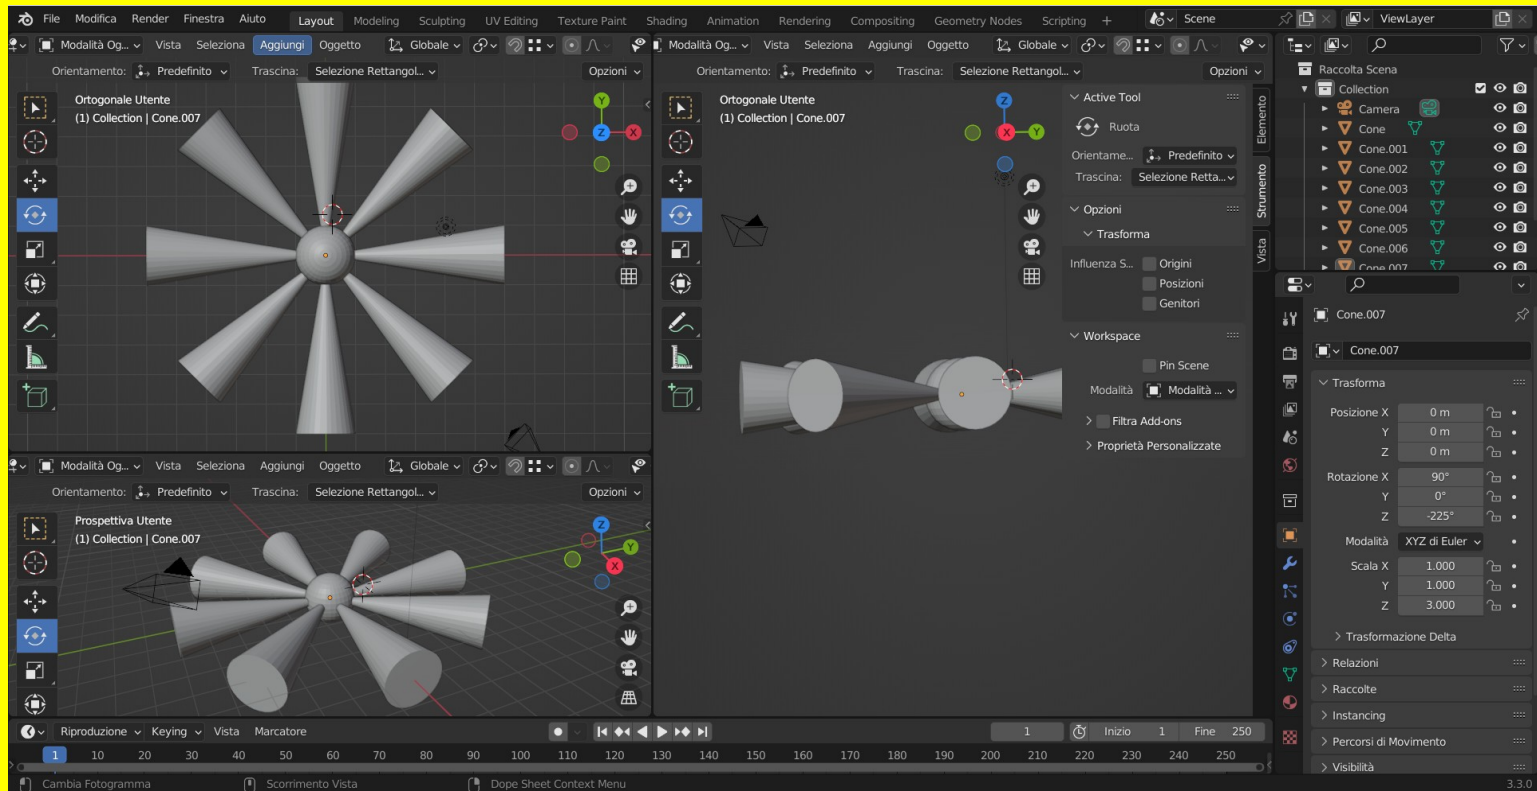 File Modifica Render Finestra Aiuto Layout Modeling Sculpting UV Editing Texture Paint Shading Animation Rendering Compositing Geometry Nodes Scripting + Scene ViewLayer
Modalità Og... Vista Seleziona Aggiungi Oggetto Globale
Orientamento: Predefinito Trascina: Selezione Rettangol... Opzioni
Ortogonale Utente
(1) Collection | Cone.007
Y
Z
X
Modalità Og... Vista Seleziona Aggiungi Oggetto Globale
Orientamento: Predefinito Trascina: Selezione Rettangol... Opzioni
Ortogonale Utente
(1) Collection | Cone.007
Z
X
Y
Active Tool
Ruota
Orientame... Predefinito
Trascina: Selezione Retta...
Opzioni
Trasforma
Influenza S... Origini
Posizioni
Genitori
Workspace
Pin Scene
Modalità Modalità ...
Filtra Add-ons
Proprietà Personalizzate
Elemento
Strumento
Vista
Modalità Og... Vista Seleziona Aggiungi Oggetto Globale
Orientamento: Predefinito Trascina: Selezione Rettangol... Opzioni
Prospettiva Utente
(1) Collection | Cone.007
Z
Y
X
Raccolta Scena
Collection
Camera
Cone
Cone.001
Cone.002
Cone.003
Cone.004
Cone.005
Cone.006
Cone.007
Cone.007
Cone.007
Trasforma
Posizione X 0 m
Y 0 m
Z 0 m
Rotazione X 90°
Y 0°
Z -225°
Modalità XYZ di Euler
Scala X 1.000
Y 1.000
Z 3.000
Trasformazione Delta
Relazioni
Raccolte
Instancing
Percorsi di Movimento
Visibilità
Riproduzione Keying Vista Marcatore 1 Inizio 1 Fine 250
1 10 20 30 40 50 60 70 80 90 100 110 120 130 140 150 160 170 180 190 200 210 220 230 240 250
Cambia Fotogramma Scorrimento Vista Dope Sheet Context Menu 3.3.0